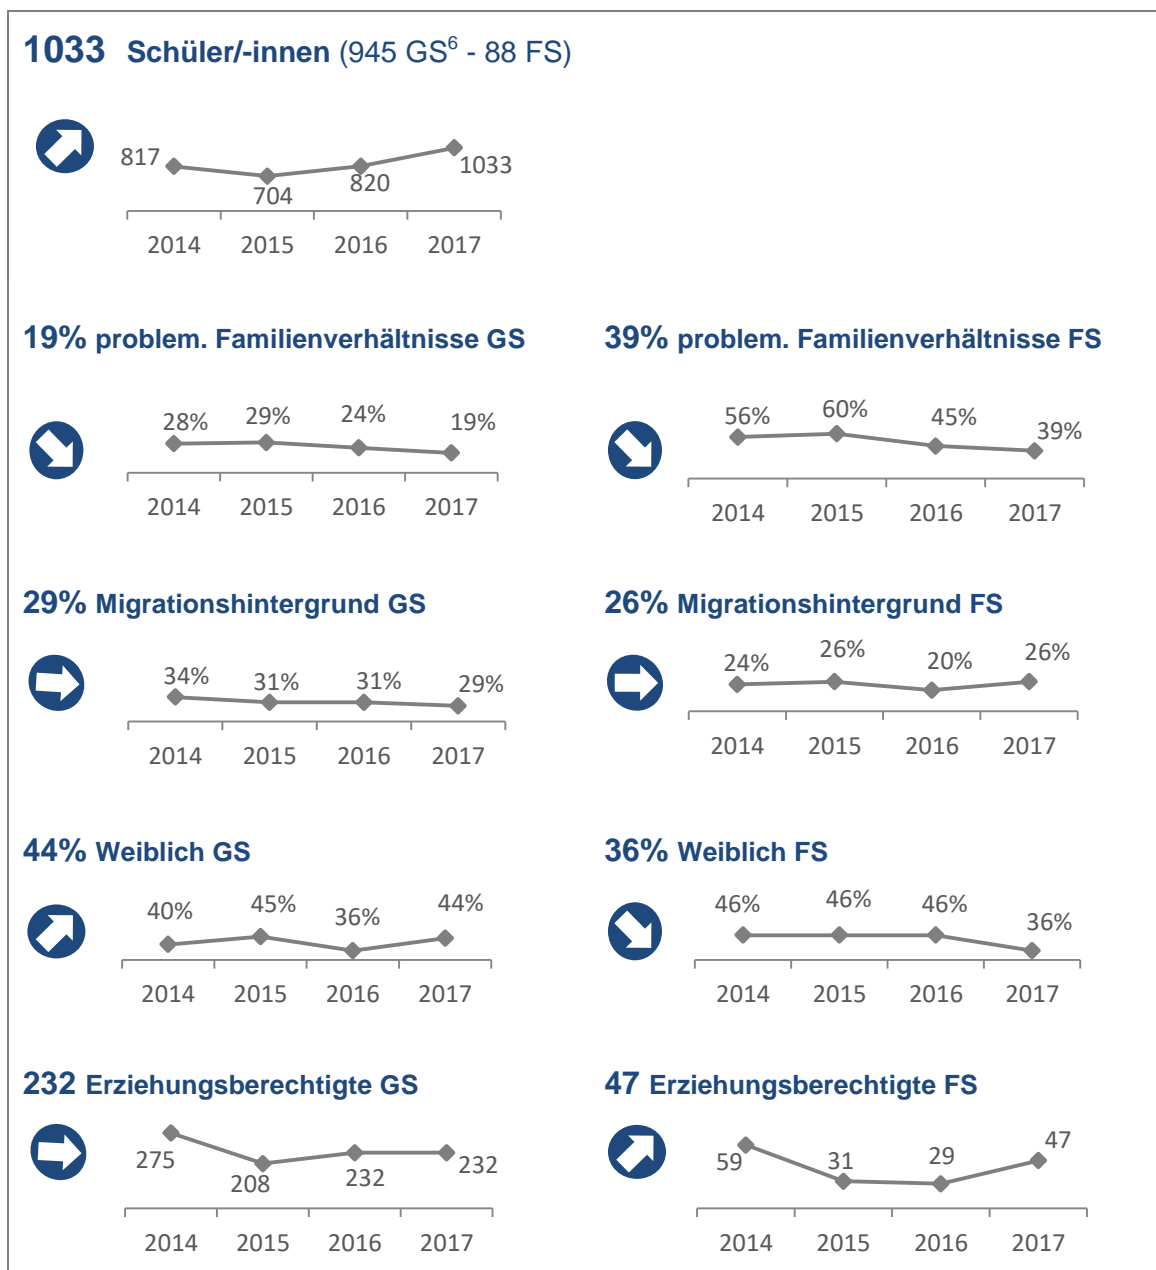 1033 Schüler/-innen (945 GS6 - 88 FS)
817 704 820 1033
2014 2015 2016 2017
19% problem. Familienverhältnisse GS
28% 29% 24% 19%
2014 2015 2016 2017
39% problem. Familienverhältnisse FS
56% 60% 45% 39%
2014 2015 2016 2017
29% Migrationshintergrund GS
34% 31% 31% 29%
2014 2015 2016 2017
26% Migrationshintergrund FS
24% 26% 20% 26%
2014 2015 2016 2017
44% Weiblich GS
40% 45% 36% 44%
2014 2015 2016 2017
36% Weiblich FS
46% 46% 46% 36%
2014 2015 2016 2017
232 Erziehungsberechtigte GS
275 208 232 232
2014 2015 2016 2017
47 Erziehungsberechtigte FS
59 31 29 47
2014 2015 2016 2017